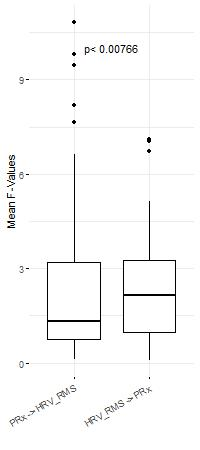 p< 0.00766
Mean F-Values
9
6
3
0
PRx -> HRV_RMS
HRV_RMS -> PRx